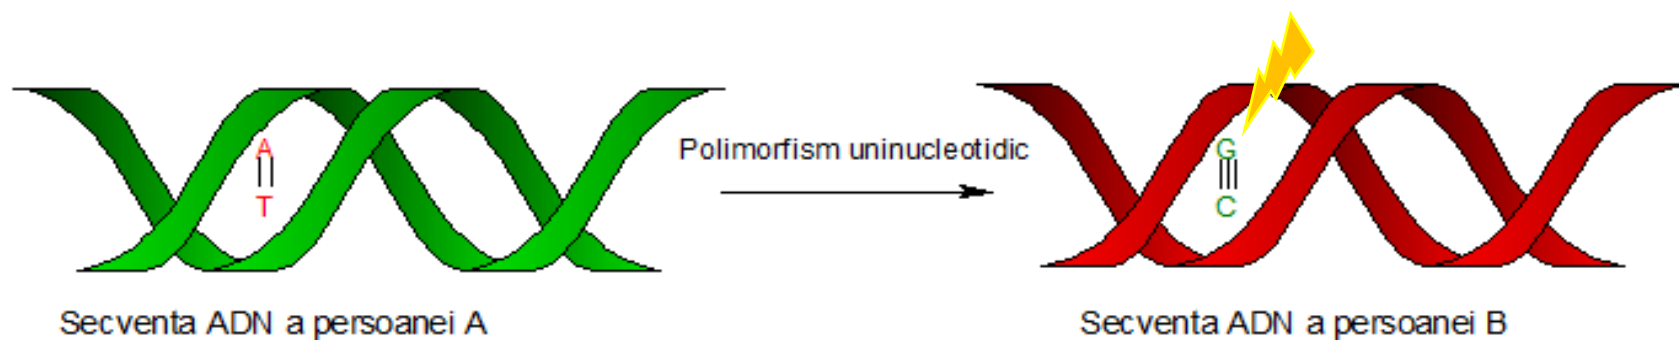 A
T
Polimorfism uninucleotidic
G
C
Secventa ADN a persoanei A
Secventa ADN a persoanei B